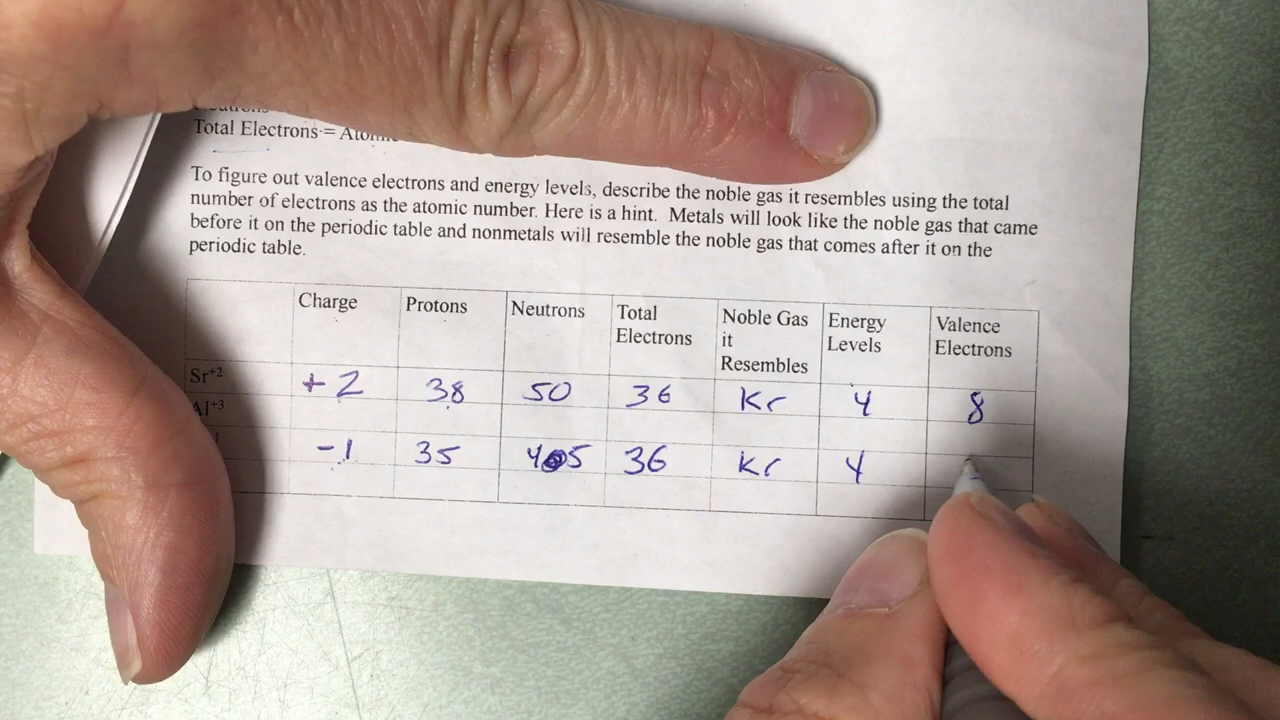 Total Electrons = Atomic
To figure out valence electrons and energy levels, describe the noble gas it resembles using the total
number of electrons as the atomic number. Here is a hint. Metals will look like the noble gas that came
before it on the periodic table and nonmetals will resemble the noble gas that comes after it on the
periodic table.
Charge Protons Neutrons Total Electrons Noble Gas it Resembles Energy Levels Valence Electrons
Sr+2 +2 38 50 36 Kr 4 8
Al+3
-1 35 45 36 Kr 4